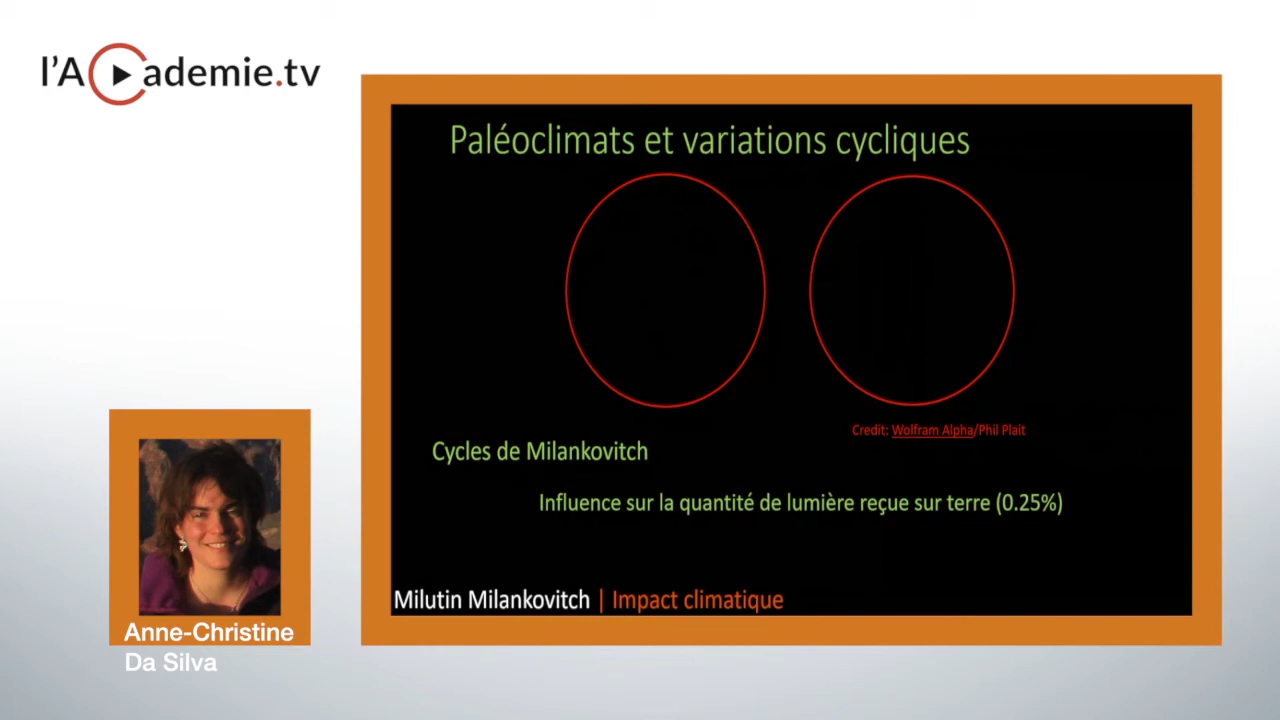 l'Academie.tv
Paléoclimats et variations cycliques
Credit: Wolfram Alpha/Phil Plait
Cycles de Milankovitch
Influence sur la quantité de lumière reçue sur terre (0.25%)
Milutin Milankovitch | Impact climatique
Anne-Christine
Da Silva